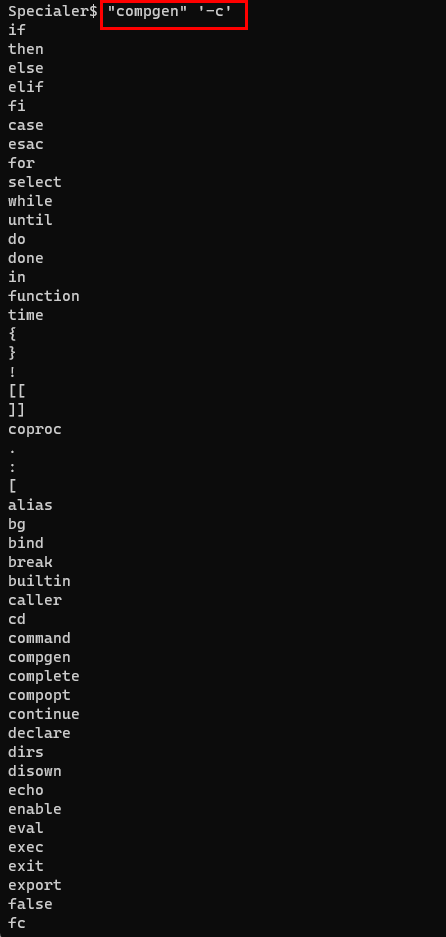 Specialer$ "compgen" '-c'
if
then
else
elif
fi
case
esac
for
select
while
until
do
done
in
function
time
{
}
!
[[
]]
coproc
.
:
[
alias
bg
bind
break
builtin
caller
cd
command
compgen
complete
compopt
continue
declare
dirs
disown
echo
enable
eval
exec
exit
export
false
fc